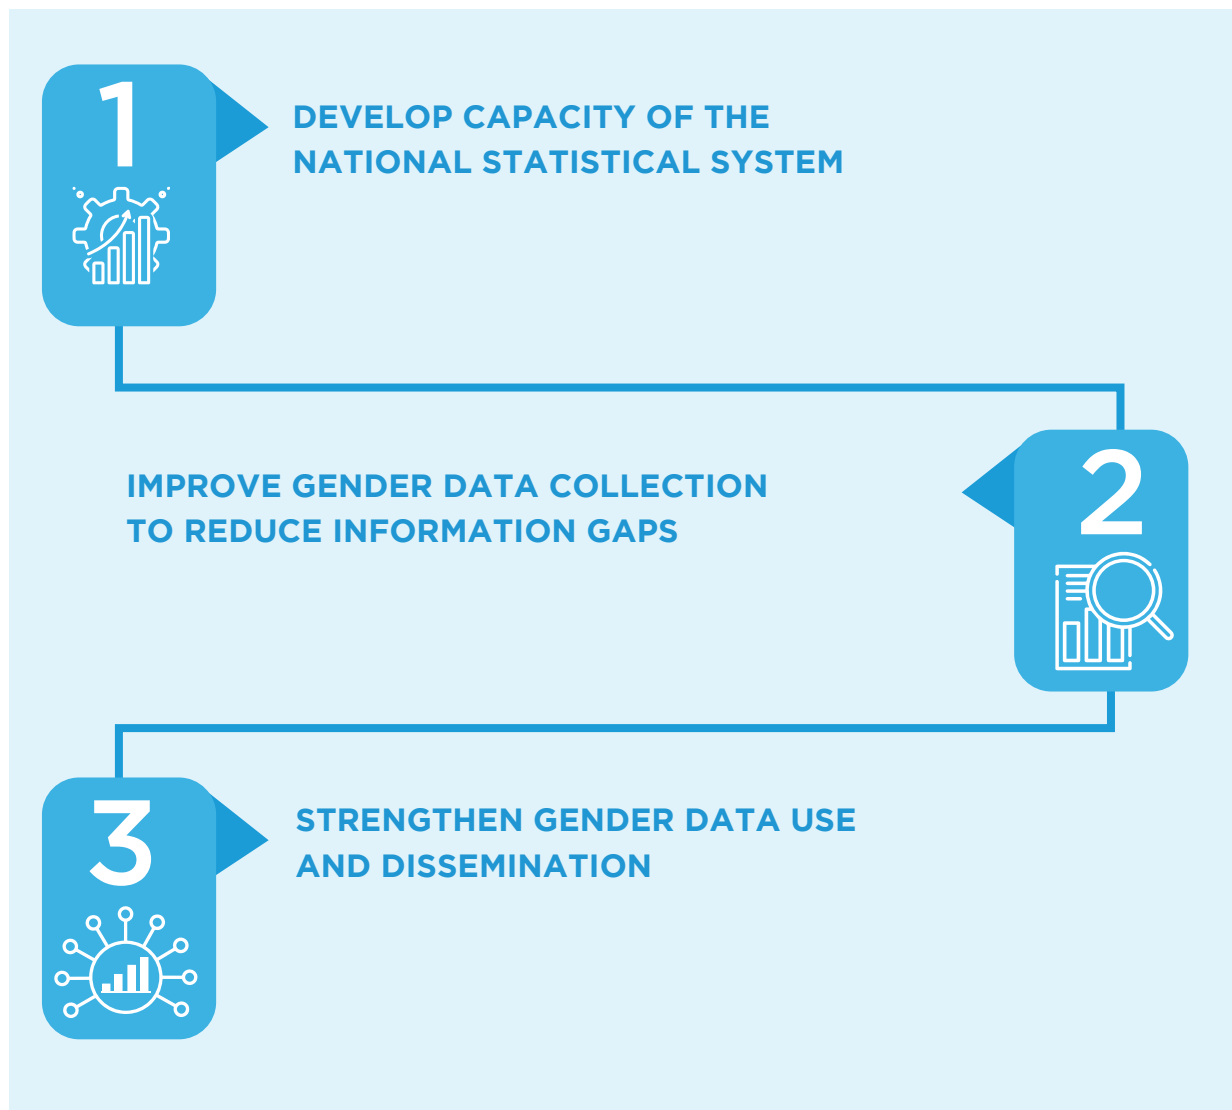 1
DEVELOP CAPACITY OF THE
NATIONAL STATISTICAL SYSTEM
IMPROVE GENDER DATA COLLECTION
TO REDUCE INFORMATION GAPS
2
3
STRENGTHEN GENDER DATA USE
AND DISSEMINATION